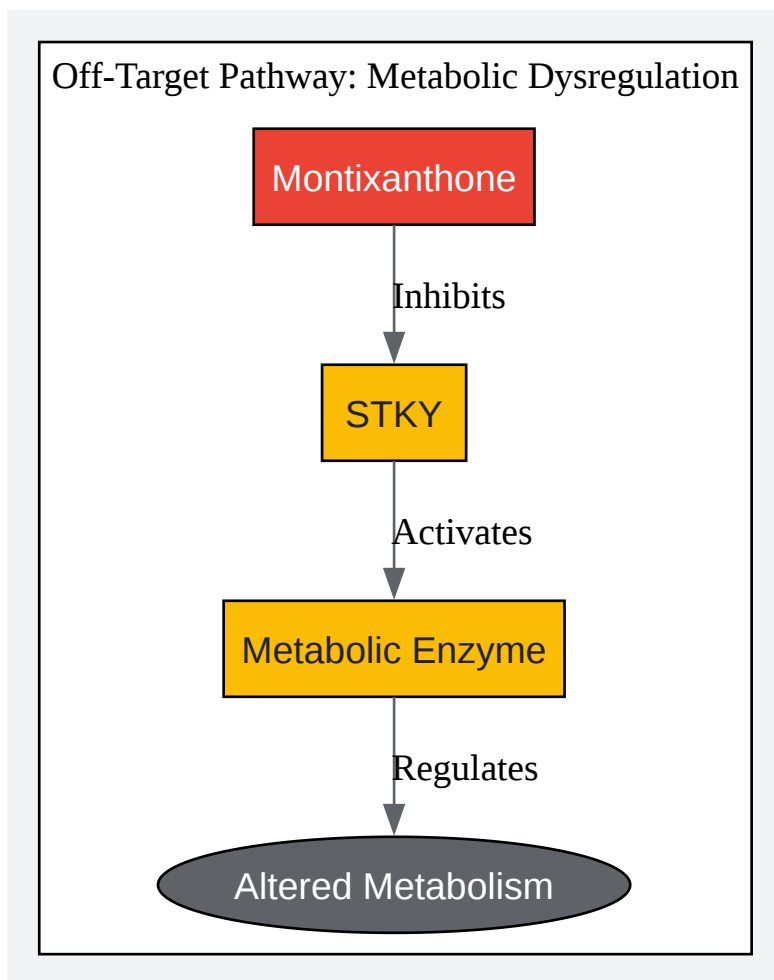 Off-Target Pathway: Metabolic Dysregulation
Montixanthone
Inhibits
STKY
Activates
Metabolic Enzyme
Regulates
Altered Metabolism